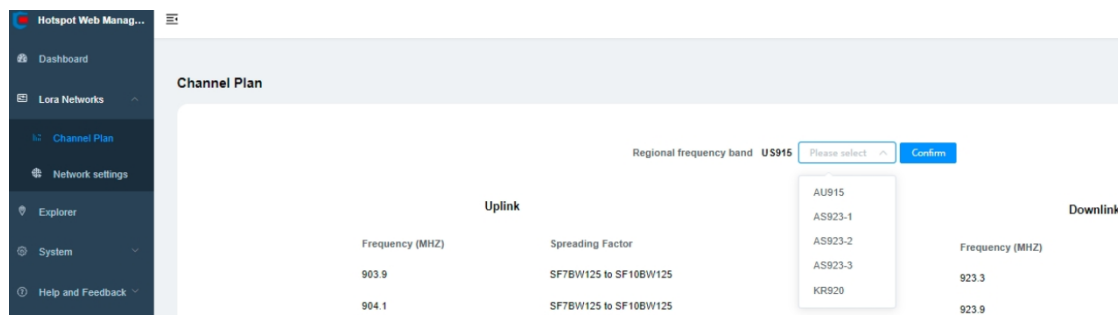 Hotspot Web Manag...
Dashboard
Lora Networks
Channel Plan
Network settings
Explorer
System
Help and Feedback
Channel Plan
Regional frequency band US915 Please select Confirm
AU915
AS923-1
AS923-2
AS923-3
KR920
Uplink
Frequency (MHZ) Spreading Factor
903.9 SF7BW125 to SF10BW125
904.1 SF7BW125 to SF10BW125
Downlink
Frequency (MHZ)
923.3
923.9